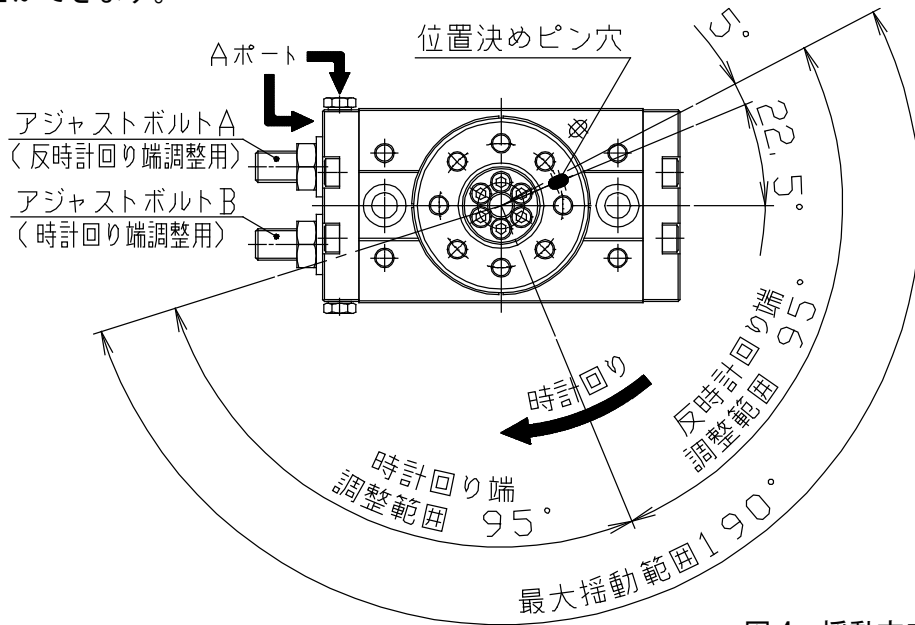 できます。
Aポート
位置決めピン穴
5°
アジャストボルトA
(反時計回り端調整用)
22.5°
アジャストボルトB
(時計回り端調整用)
反時計回り端
調整範囲 95°
時計回り
時計回り端
調整範囲 95°
最大揺動範囲190°